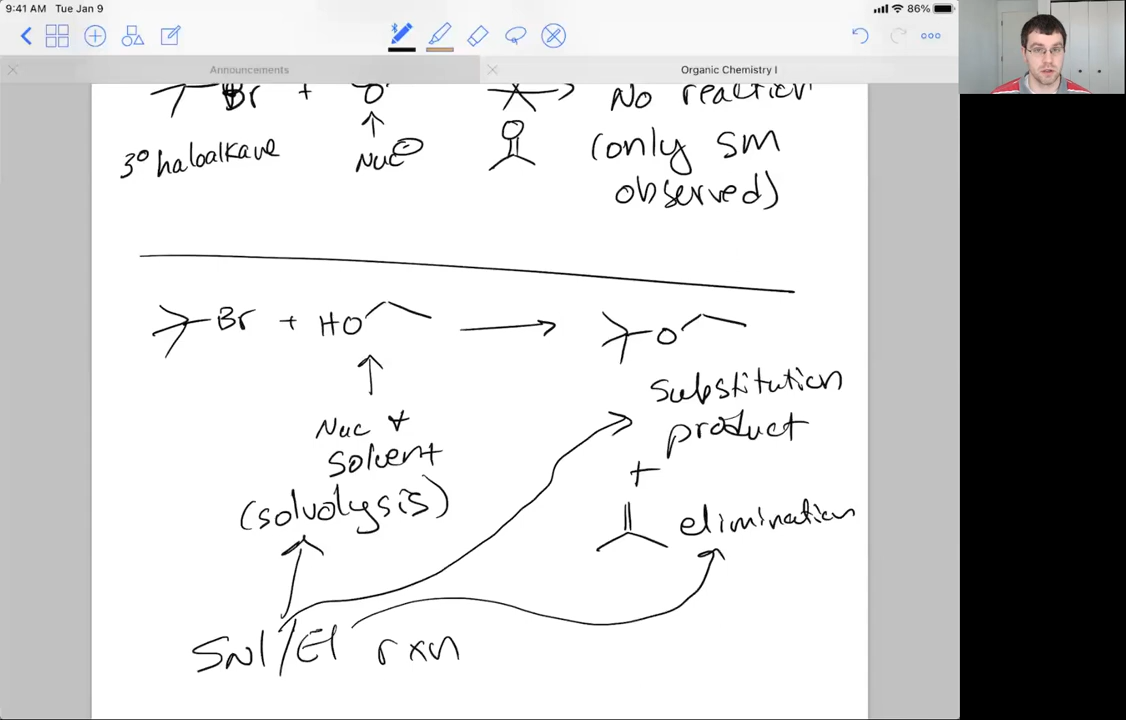 9:41 AM Tue Jan 9
86%
Announcements
Organic Chemistry I
Br + O
No reaction
3° haloalkane
Nuc⊖
O
(only SM
observed)
Br + HO
O
Substitution
product
Nuc +
solvent
(solvolysis)
+
elimination
SN1/E1 rxn